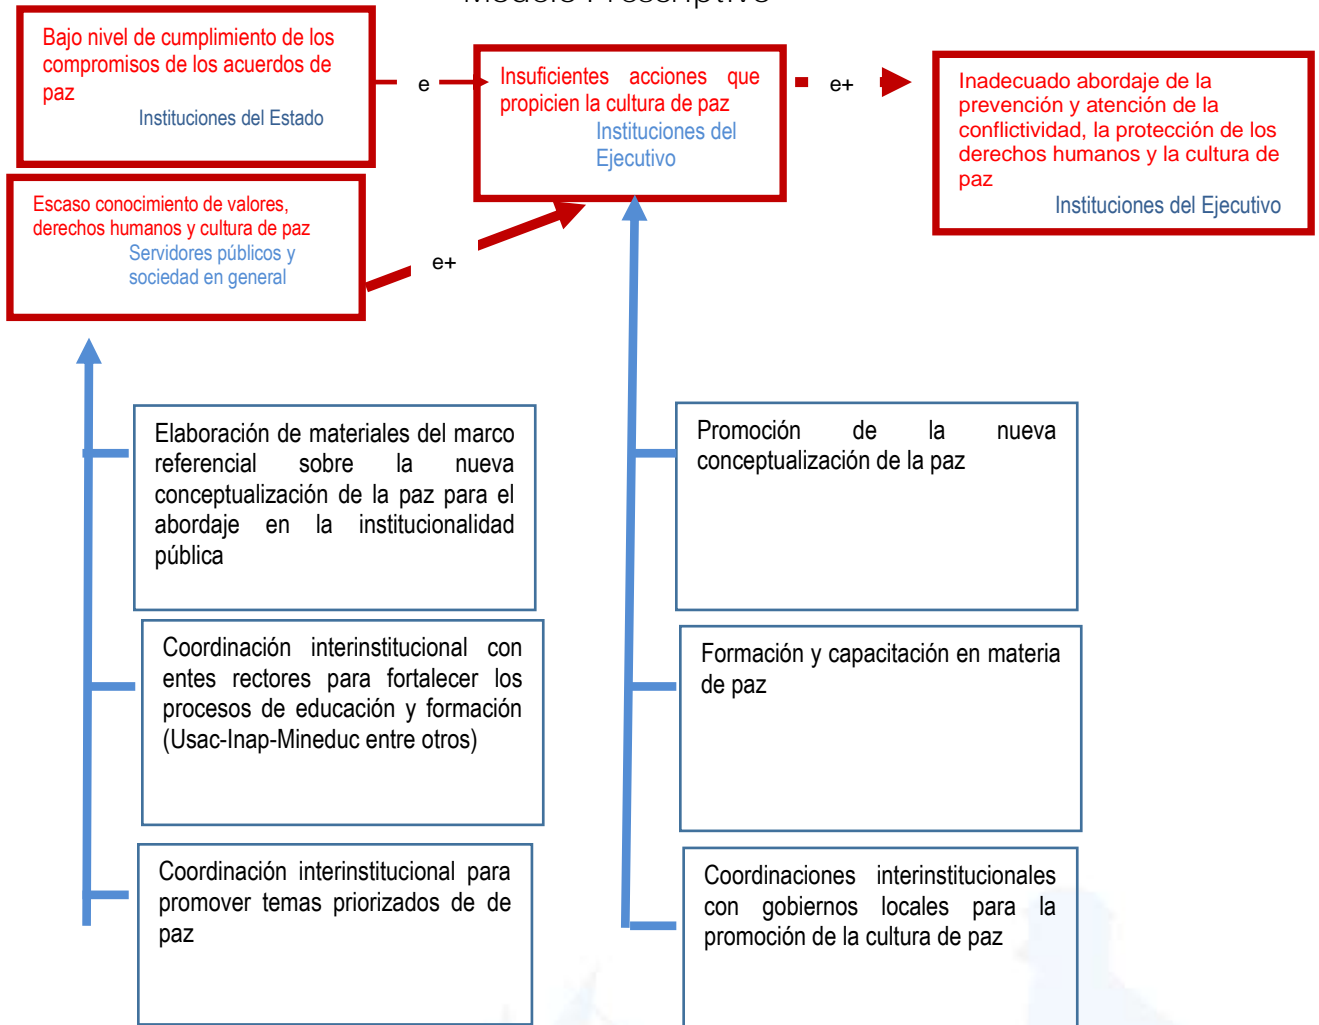 Modelo Prescriptivo
Bajo nivel de cumplimiento de los
compromisos de los acuerdos de
paz
Instituciones del Estado
e
Insuficientes acciones que
propicien la cultura de paz
Instituciones del
Ejecutivo
e+
Inadecuado abordaje de la
prevención y atención de la
conflictividad, la protección de los
derechos humanos y la cultura de
paz
Instituciones del Ejecutivo
Escaso conocimiento de valores,
derechos humanos y cultura de paz
Servidores públicos y
sociedad en general
e+
Elaboración de materiales del marco
referencial sobre la nueva
conceptualización de la paz para el
abordaje en la institucionalidad
pública
Coordinación interinstitucional con
entes rectores para fortalecer los
procesos de educación y formación
(Usac-Inap-Mineduc entre otros)
Coordinación interinstitucional para
promover temas priorizados de de
paz
Promoción de la nueva
conceptualización de la paz
Formación y capacitación en materia
de paz
Coordinaciones interinstitucionales
con gobiernos locales para la
promoción de la cultura de paz